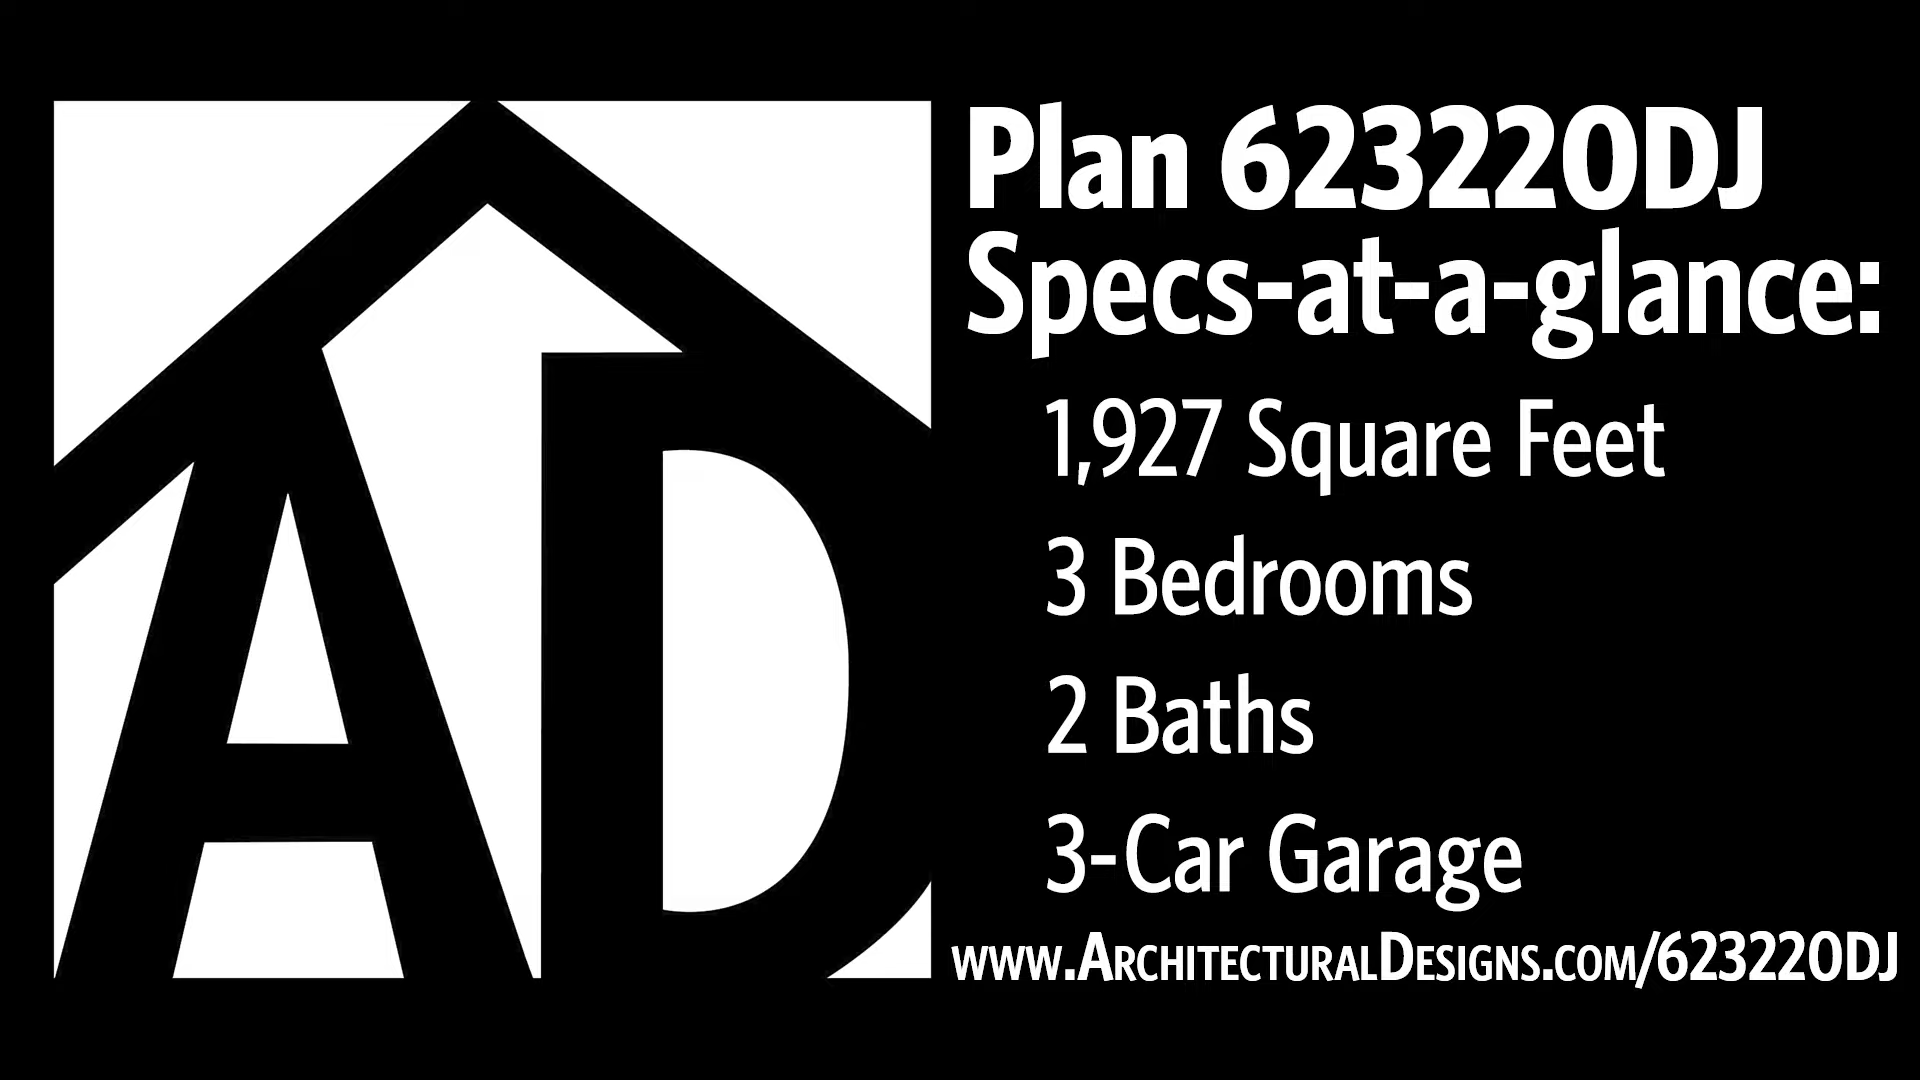 AD
Plan 623220DJ
Specs-at-a-glance:
1,927 Square Feet
3 Bedrooms
2 Baths
3-Car Garage
www.ArchitecturalDesigns.com/623220DJ